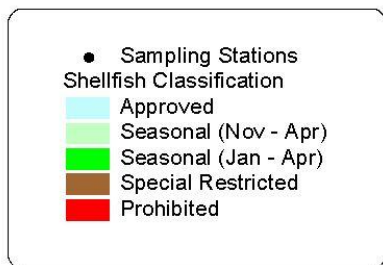 Sampling Stations
Shellfish Classification
Approved
Seasonal (Nov - Apr)
Seasonal (Jan - Apr)
Special Restricted
Prohibited